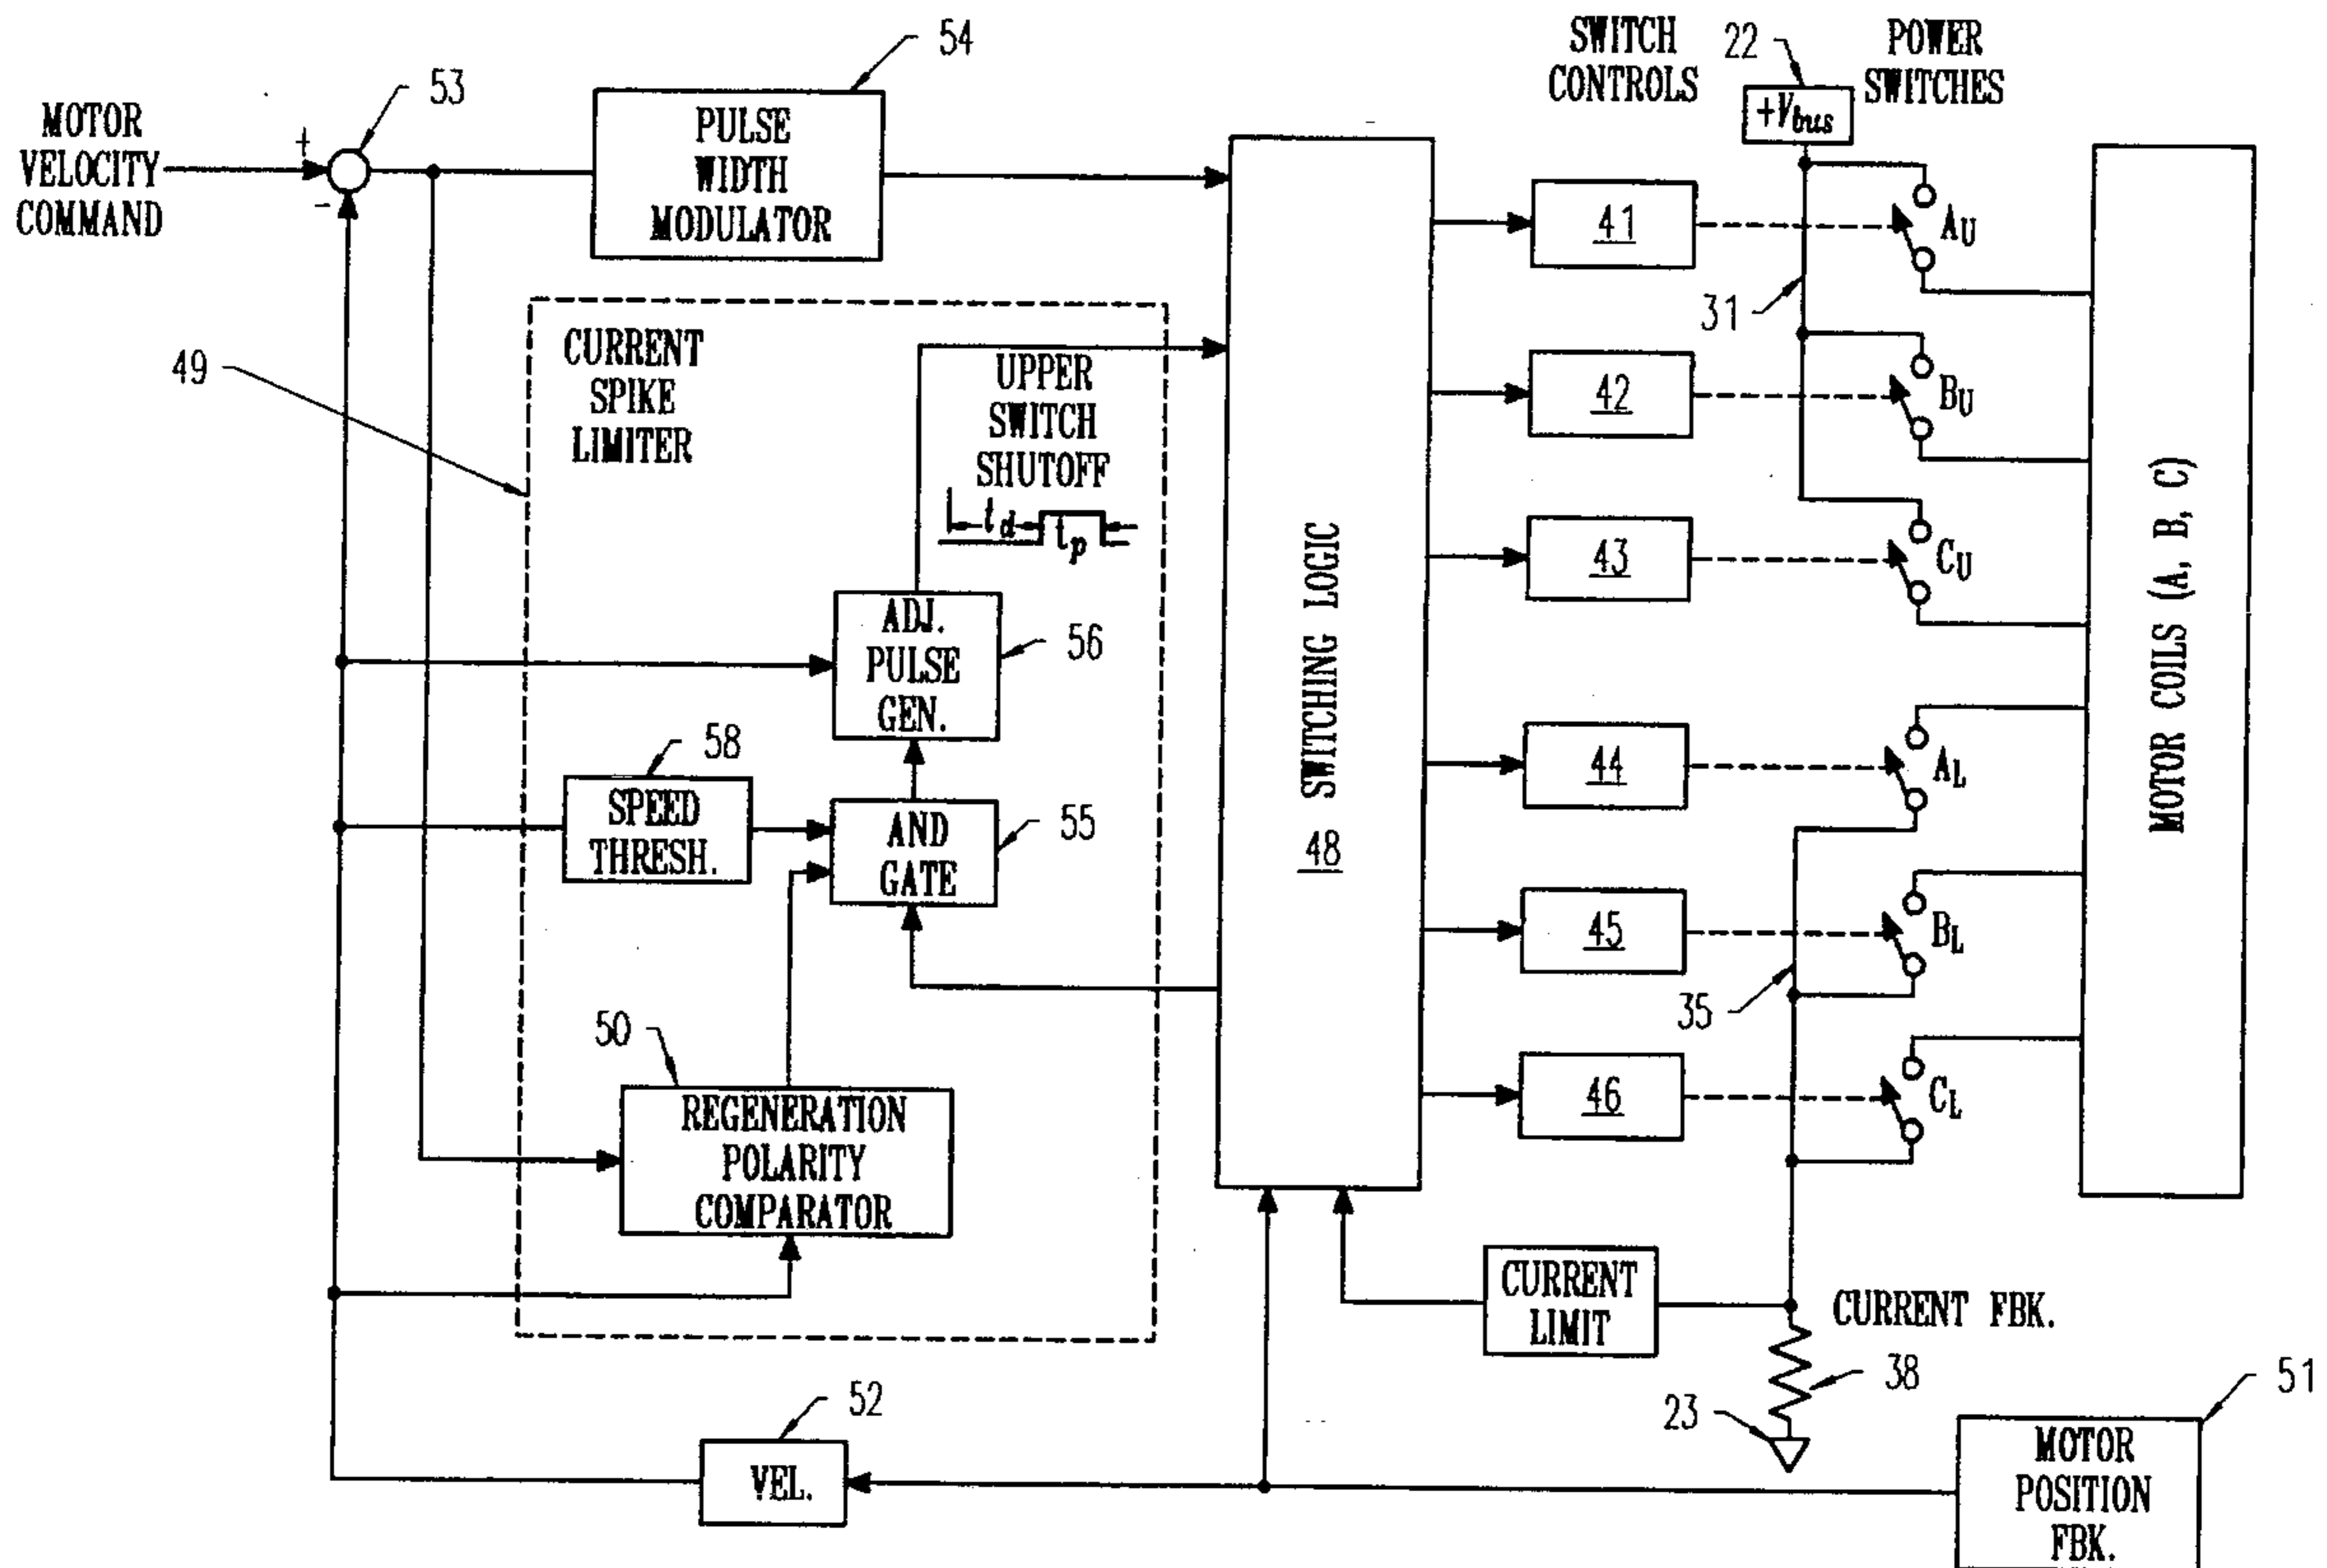 54
SWITCH
CONTROLS
22
POWER
SWITCHES
53
MOTOR
VELOCITY
COMMAND
+
-
PULSE
WIDTH
MODULATOR
+Vbus
41
AU
31
49
CURRENT
SPIKE
LIMITER
UPPER
SWITCH
SHUTOFF
td
tp
42
BU
43
CU
SWITCHING LOGIC
48
MOTOR COILS (A, B, C)
ADJ.
PULSE
GEN.
56
58
SPEED
THRESH.
AND
GATE
55
44
AL
45
BL
35
50
REGENERATION
POLARITY
COMPARATOR
46
CL
CURRENT
LIMIT
CURRENT FBK.
38
23
52
VEL.
51
MOTOR
POSITION
FBK.